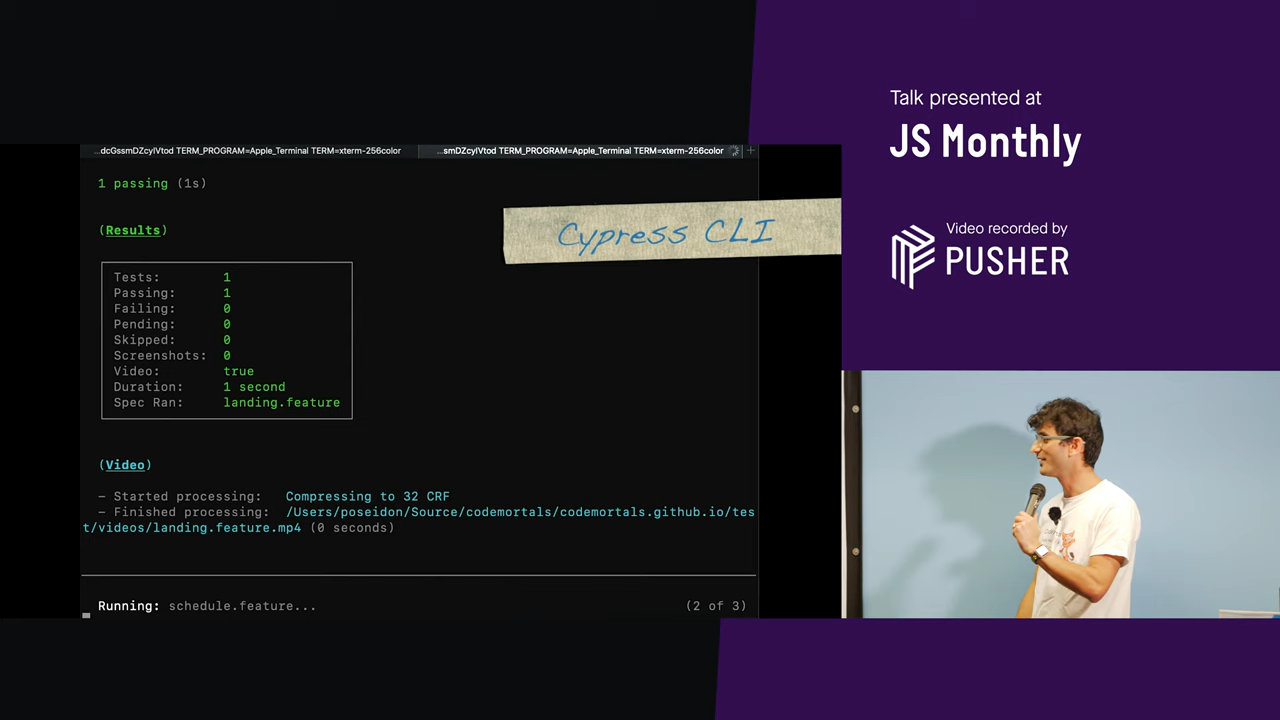 …dcGssmDZcyIVtod TERM_PROGRAM=Apple_Terminal TERM=xterm-256color
…smDZcyIVtod TERM_PROGRAM=Apple_Terminal TERM=xterm-256color
1 passing (1s)
(Results)
Tests: 1
Passing: 1
Failing: 0
Pending: 0
Skipped: 0
Screenshots: 0
Video: true
Duration: 1 second
Spec Ran: landing.feature
(Video)
– Started processing: Compressing to 32 CRF
– Finished processing: /Users/poseidon/Source/codemortals/codemortals.github.io/tes
t/videos/landing.feature.mp4 (0 seconds)
Running: schedule.feature... (2 of 3)
Cypress CLI
Talk presented at
JS Monthly
Video recorded by
PUSHER